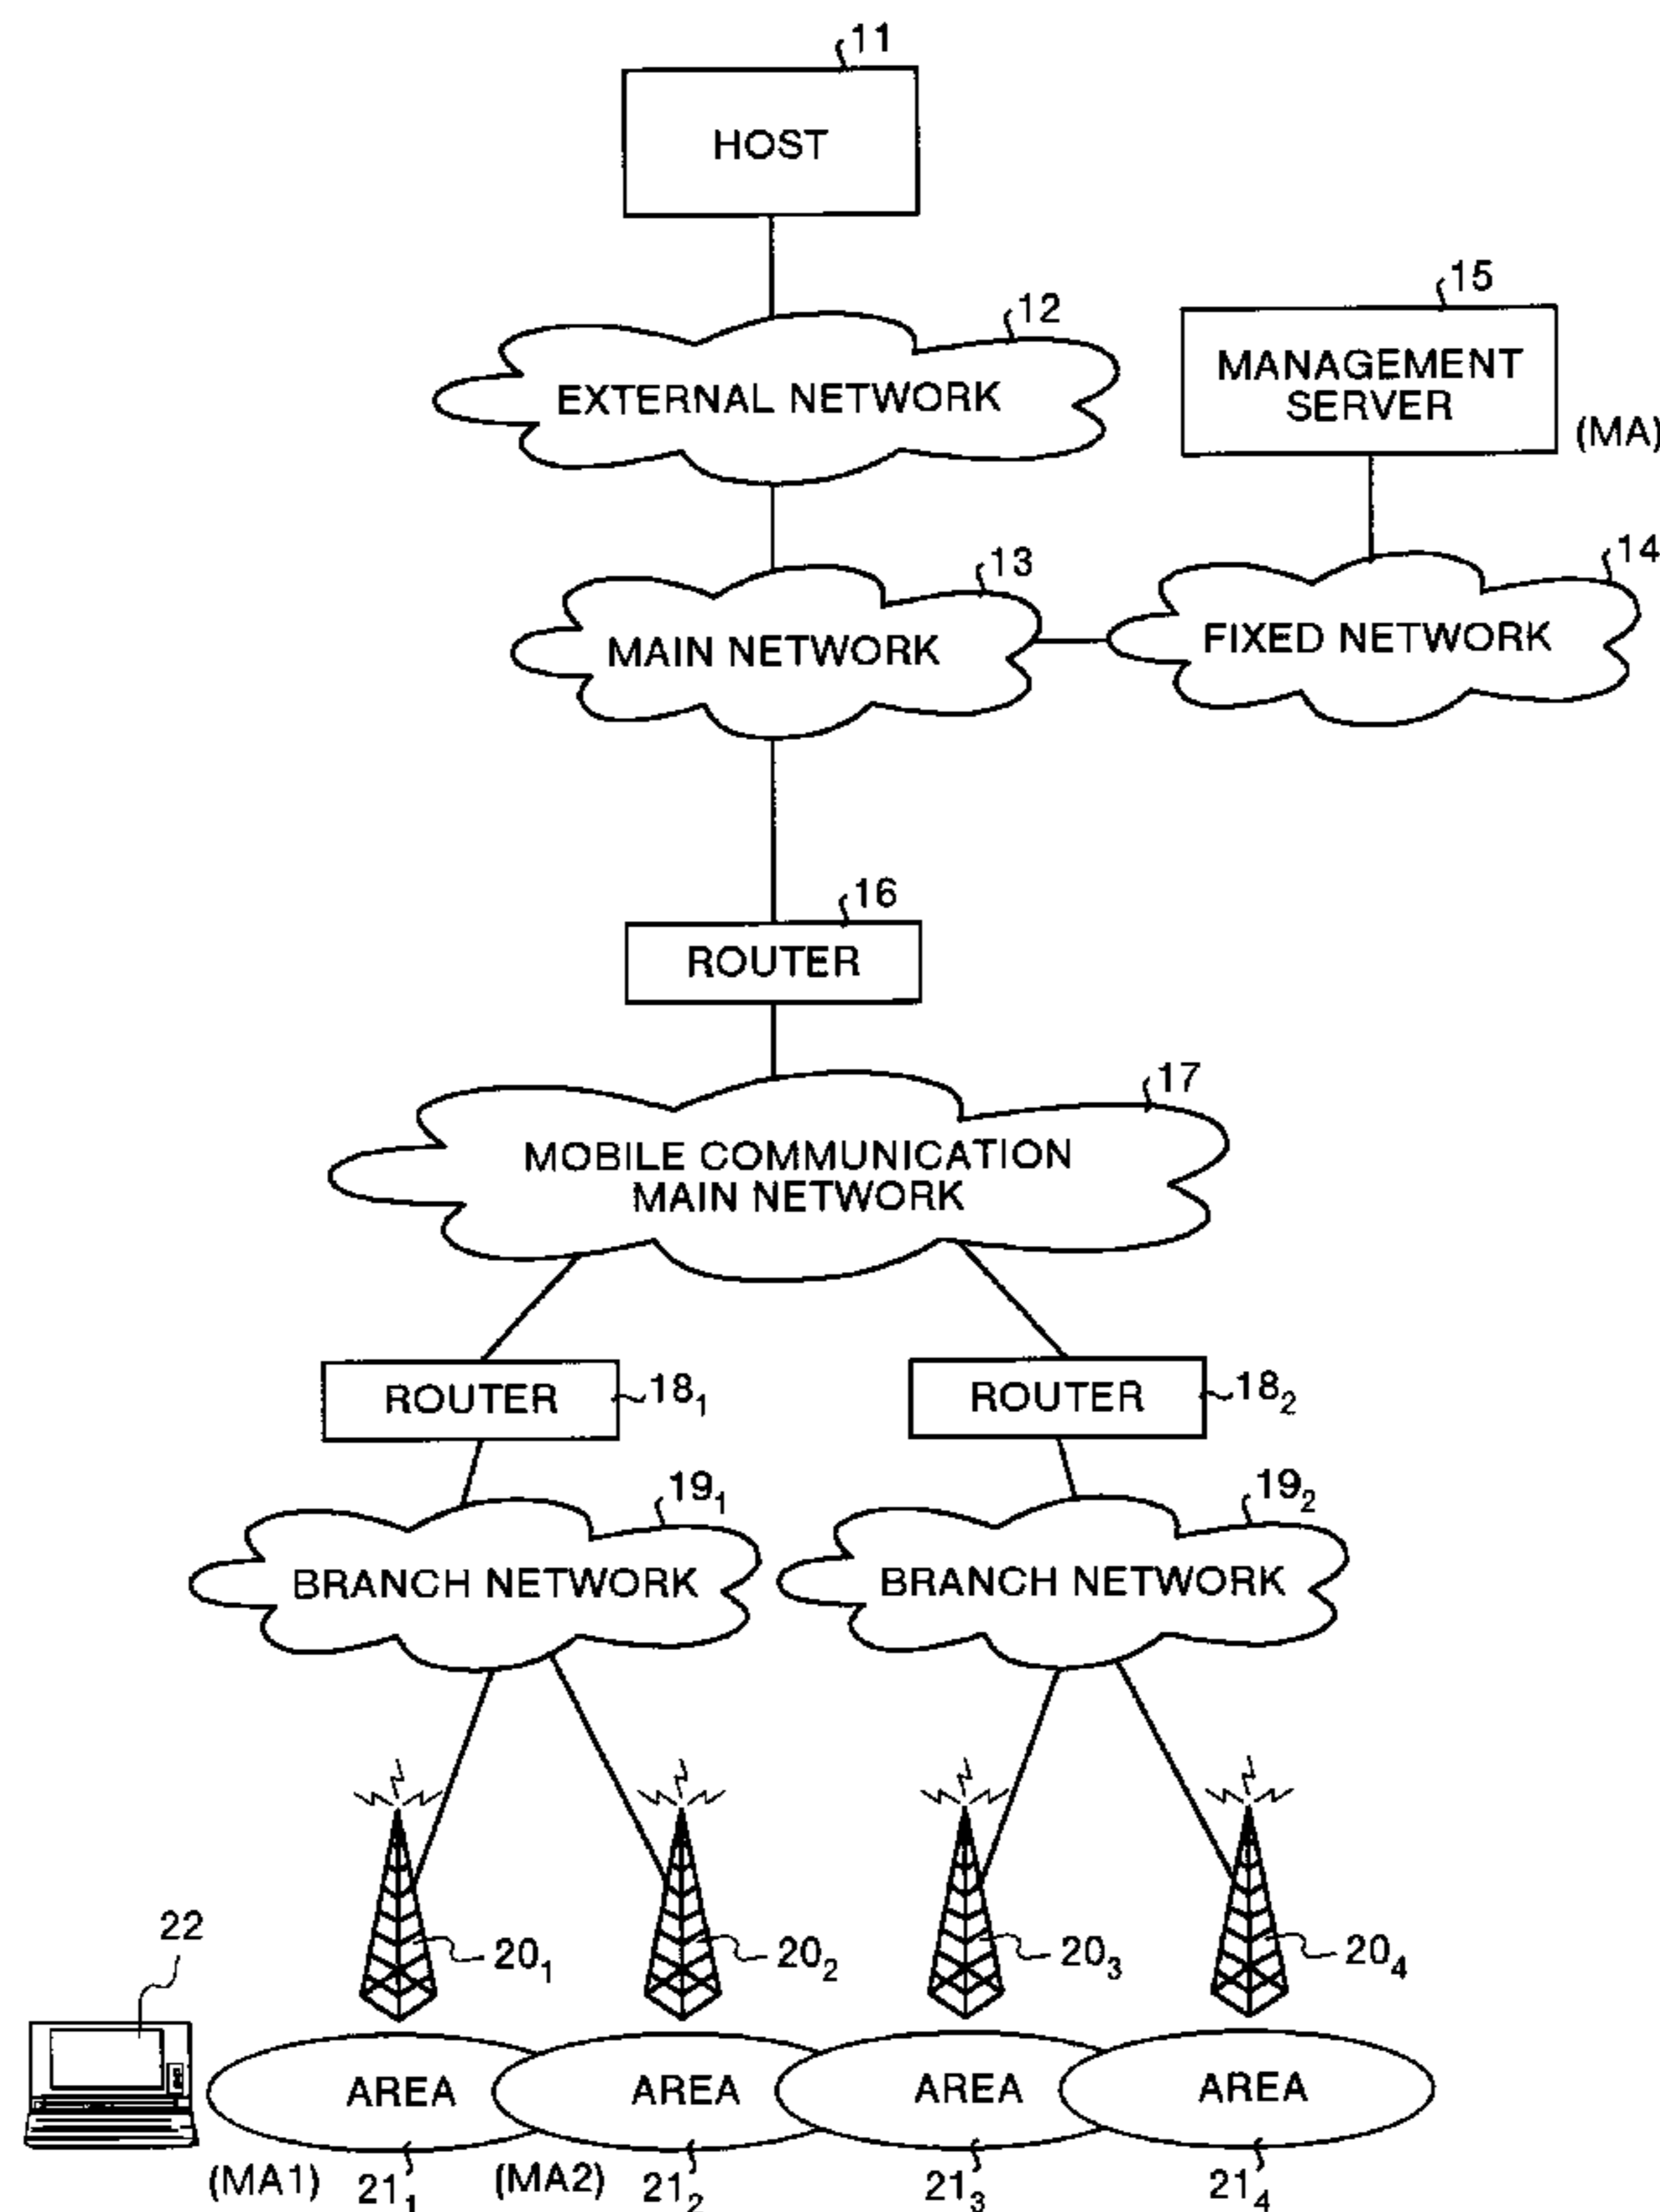 11
HOST
12
EXTERNAL NETWORK
15
MANAGEMENT
SERVER
(MA)
13
MAIN NETWORK
14
FIXED NETWORK
16
ROUTER
17
MOBILE COMMUNICATION
MAIN NETWORK
ROUTER
18₁
ROUTER
18₂
19₁
BRANCH NETWORK
19₂
BRANCH NETWORK
22
20₁
20₂
20₃
20₄
AREA
AREA
AREA
AREA
(MA1)
21₁
(MA2)
21₂
21₃
21₄